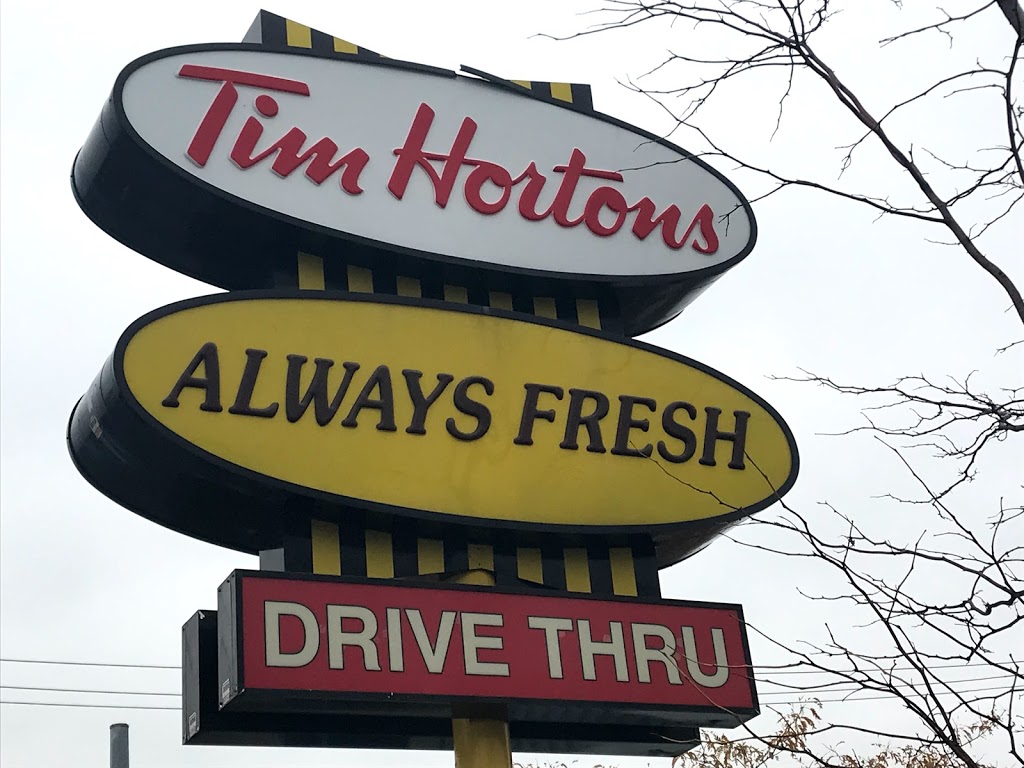 Tim Hortons
ALWAYS FRESH
DRIVE THRU